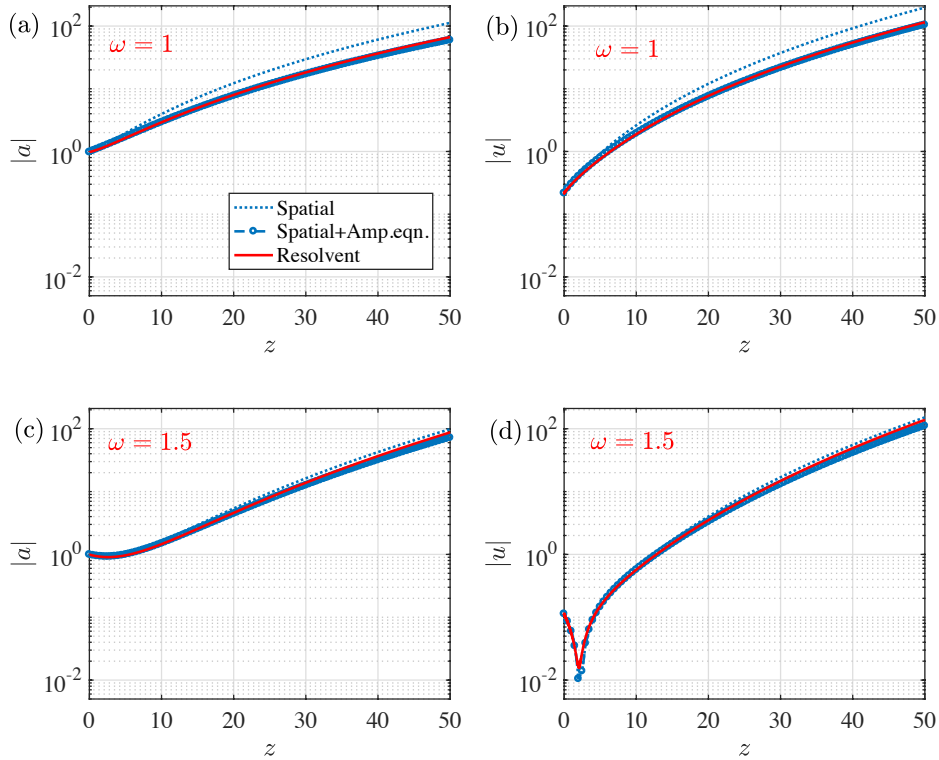 (a)
ω = 1
10^2
10^0
10^-2
|a|
0 10 20 30 40 50
z
Spatial
Spatial+Amp.eqn.
Resolvent
(b)
ω = 1
10^2
10^0
10^-2
|u|
0 10 20 30 40 50
z
(c)
ω = 1.5
10^2
10^0
10^-2
|a|
0 10 20 30 40 50
z
(d)
ω = 1.5
10^2
10^0
10^-2
|u|
0 10 20 30 40 50
z